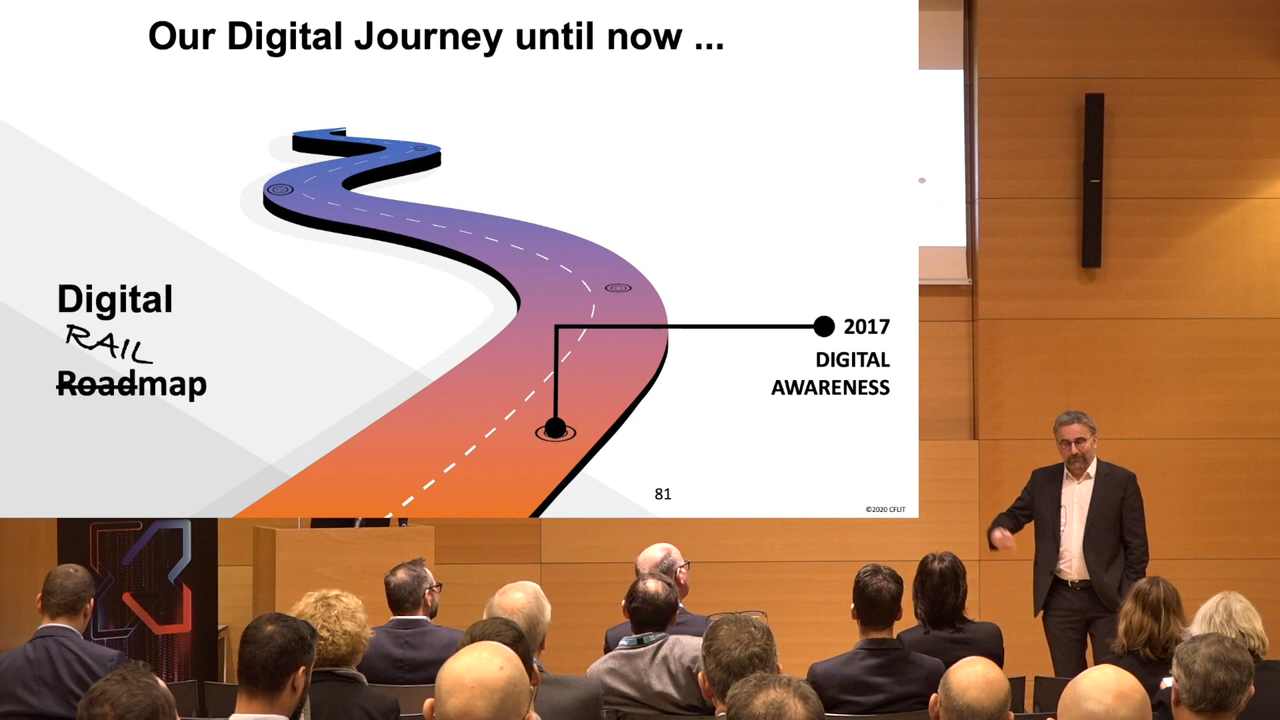 Our Digital Journey until now ...
Digital
RAIL
Roadmap
2017
DIGITAL
AWARENESS
81
©2020 CFLIT